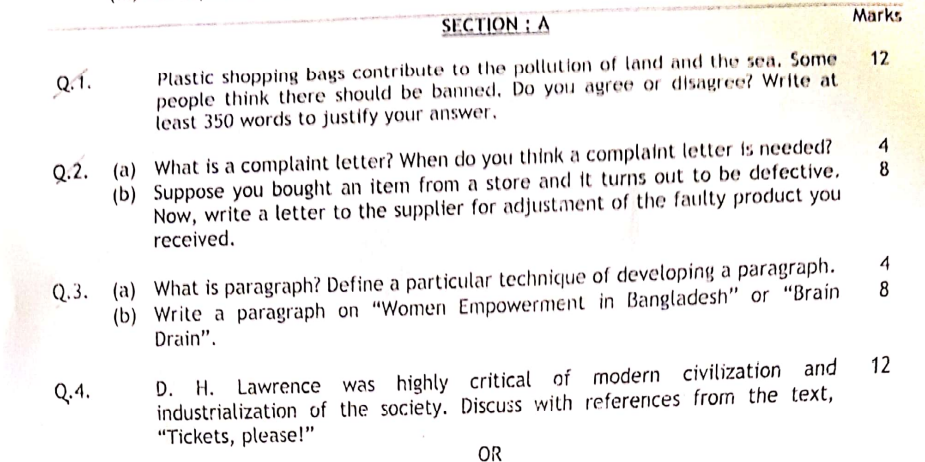 SECTION : A
Marks
Q.1. Plastic shopping bags contribute to the pollution of land and the sea. Some 12
people think there should be banned. Do you agree or disagree? Write at
least 350 words to justify your answer.
Q.2. (a) What is a complaint letter? When do you think a complaint letter is needed? 4
(b) Suppose you bought an item from a store and it turns out to be defective. 8
Now, write a letter to the supplier for adjustment of the faulty product you
received.
Q.3. (a) What is paragraph? Define a particular technique of developing a paragraph. 4
(b) Write a paragraph on “Women Empowerment in Bangladesh” or “Brain 8
Drain”.
Q.4. D. H. Lawrence was highly critical of modern civilization and 12
industrialization of the society. Discuss with references from the text,
“Tickets, please!”
OR